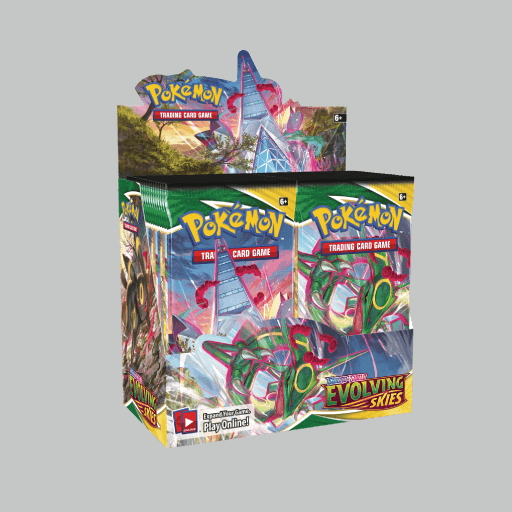 POKéMON
TRADING CARD GAME
6+
6+
6+
POKéMON
TRA CARD GAME
POKéMON
TRADING CARD GAME
EVOLVING
SKIES
Expand Your Game.
Play Online!